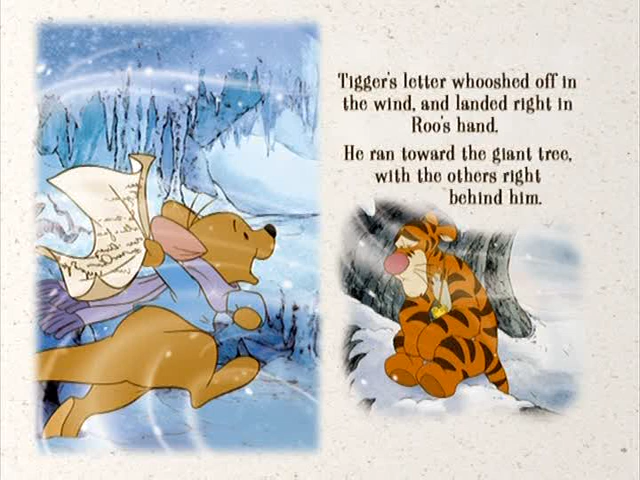 Tigger's letter whooshed off in
the wind, and landed right in
Roo's hand.
He ran toward the giant tree,
with the others right
behind him.